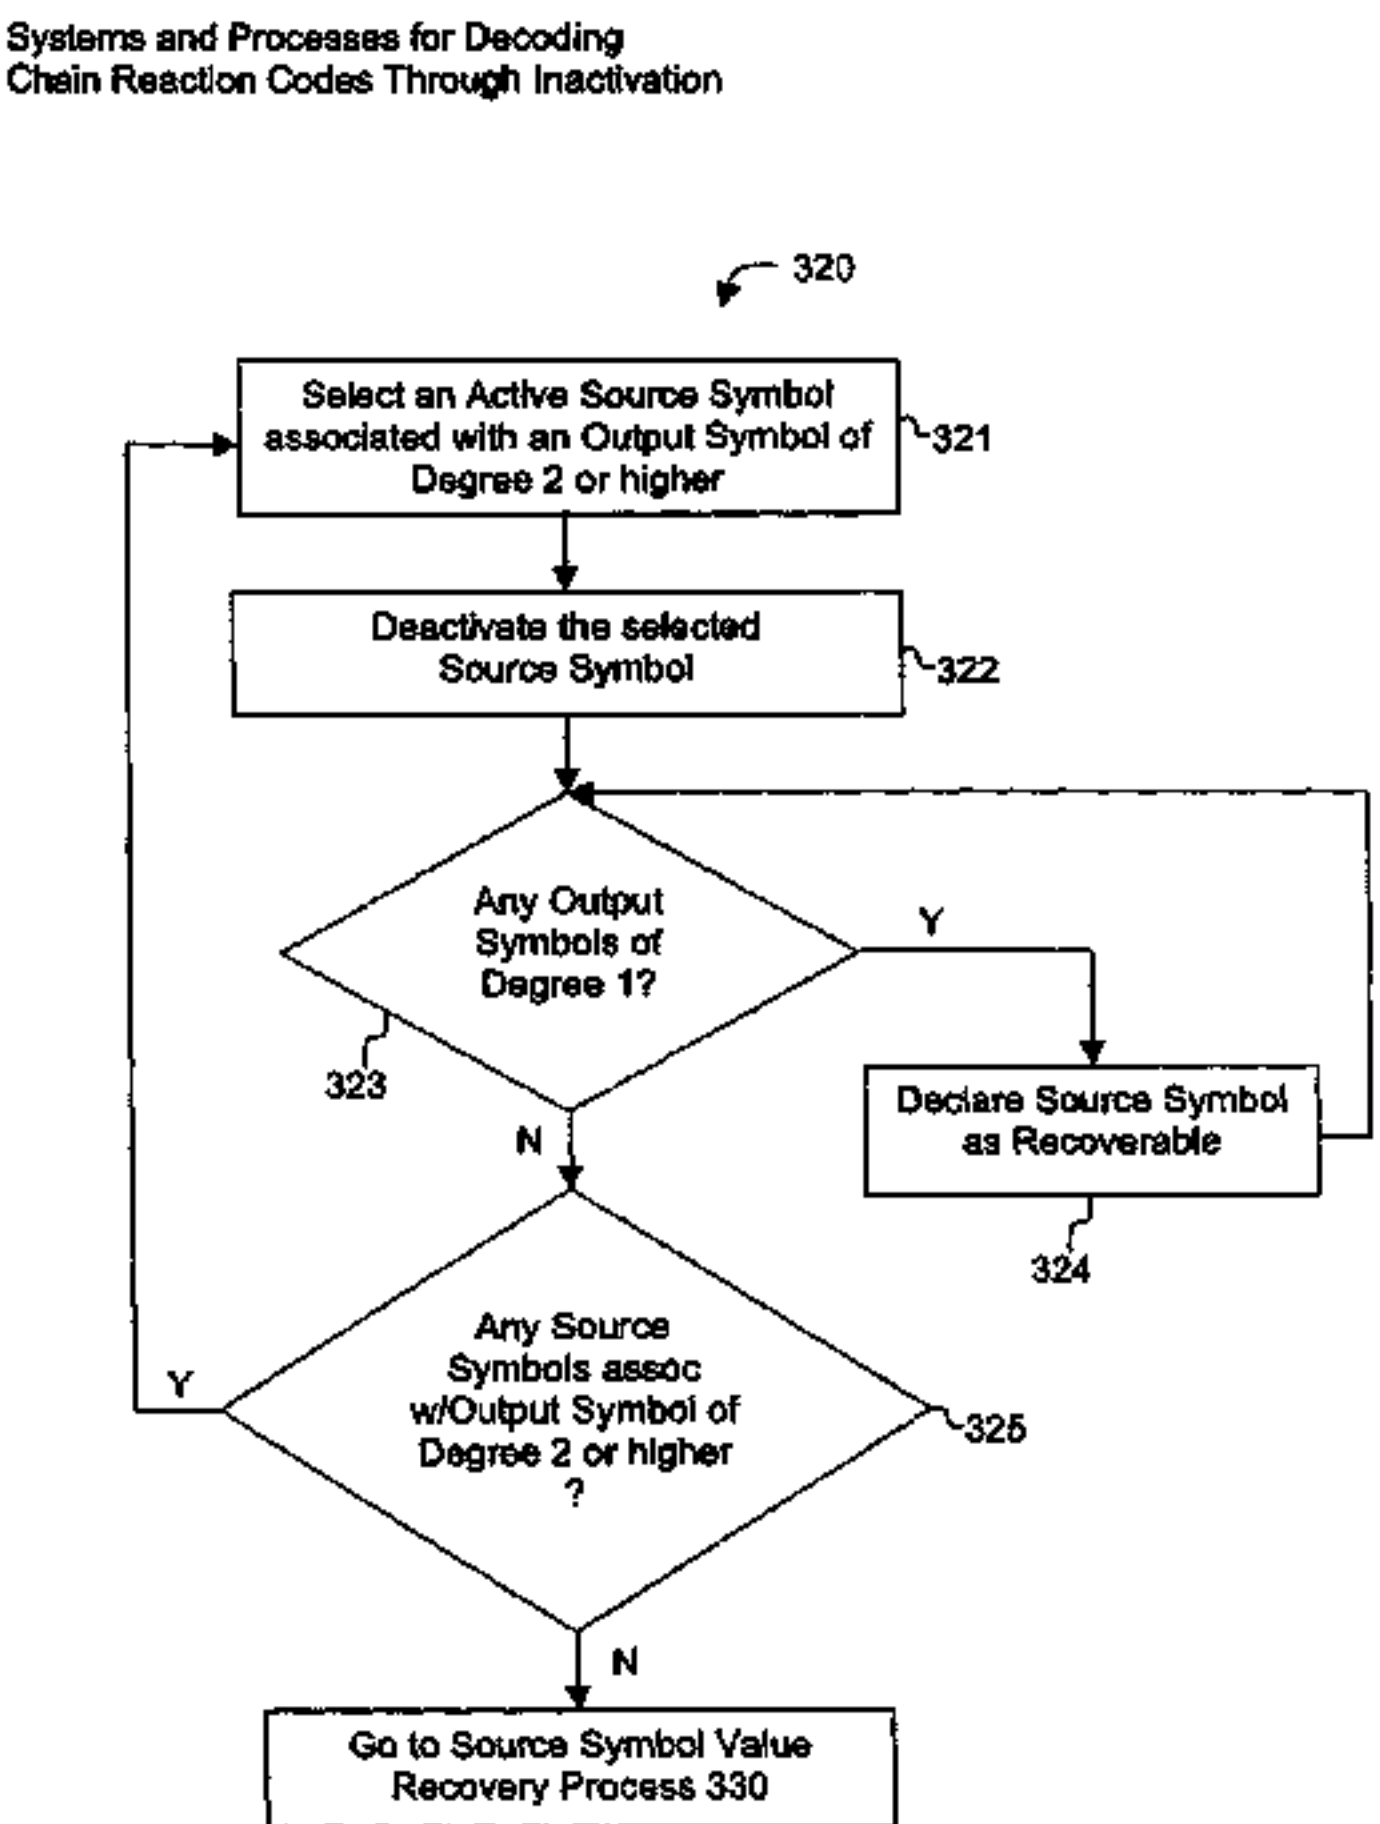 Systems and Processes for Decoding
Chain Reaction Codes Through Inactivation
320
Select an Active Source Symbol
associated with an Output Symbol of
Degree 2 or higher
321
Deactivate the selected
Source Symbol
322
Any Output
Symbols of
Degree 1?
Y
323
N
Declare Source Symbol
as Recoverable
324
Any Source
Symbols assoc
w/Output Symbol of
Degree 2 or higher
?
Y
325
N
Go to Source Symbol Value
Recovery Process 330